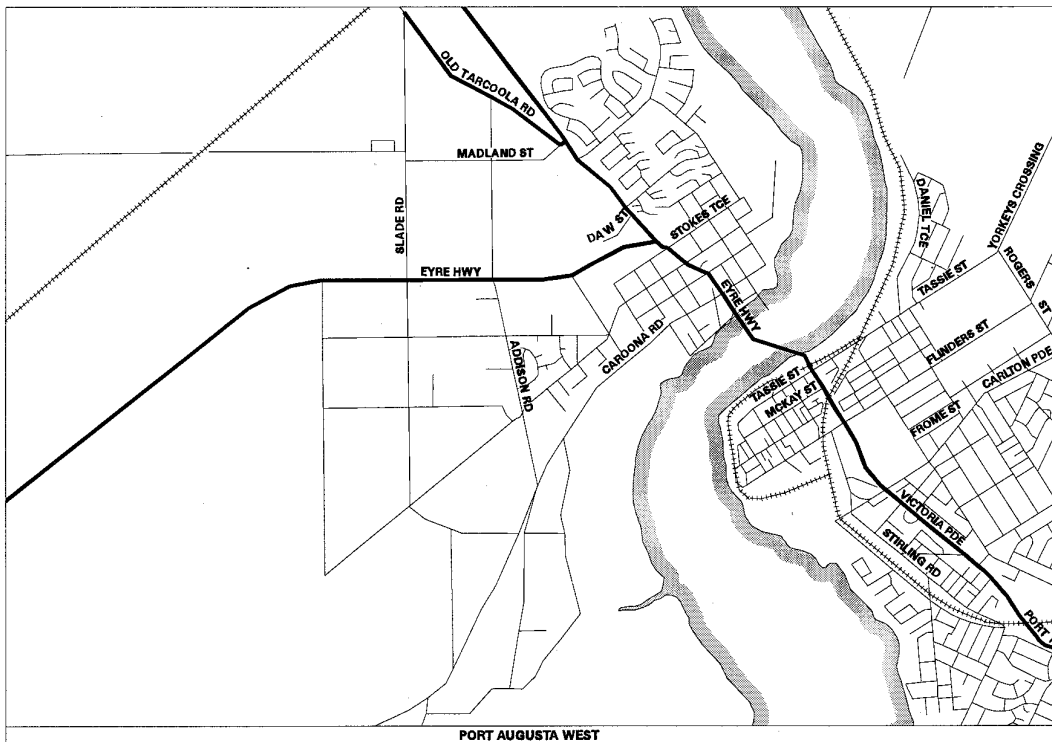 OLD TARCOOLA RD
MADLAND ST
SLADE RD
DAW ST
STOKES TCE
EYRE HWY
EYRE HWY
CAROONA RD
ADDISON RD
DANIEL TCE
YORKEYS CROSSING
ROGERS ST
TASSIE ST
FLINDERS ST
CARLTON PDE
TASSIE ST
MCKAY ST
FROME ST
VICTORIA PDE
STIRLING RD
PORT
PORT AUGUSTA WEST